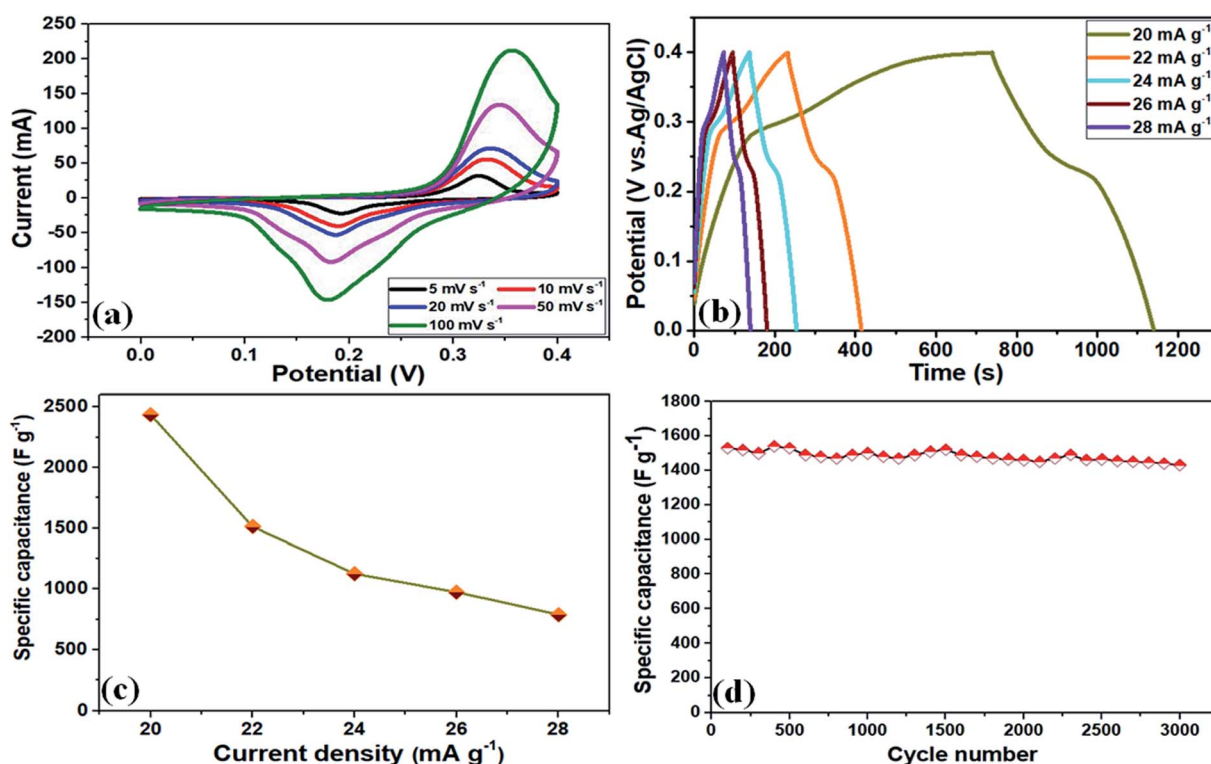 250
200
150
100
50
0
-50
-100
-150
-200
Current (mA)
0.0 0.1 0.2 0.3 0.4
Potential (V)
5 mV s⁻¹ 10 mV s⁻¹
20 mV s⁻¹ 50 mV s⁻¹
100 mV s⁻¹
(a)
0.4
0.3
0.2
0.1
0.0
Potential (V vs.Ag/AgCl)
0 200 400 600 800 1000 1200
Time (s)
20 mA g⁻¹
22 mA g⁻¹
24 mA g⁻¹
26 mA g⁻¹
28 mA g⁻¹
(b)
2500
2000
1500
1000
500
0
Specific capacitance (F g⁻¹)
20 22 24 26 28
Current density (mA g⁻¹)
(c)
1800
1600
1400
1200
1000
800
600
400
200
0
Specific capacitance (F g⁻¹)
0 500 1000 1500 2000 2500 3000
Cycle number
(d)